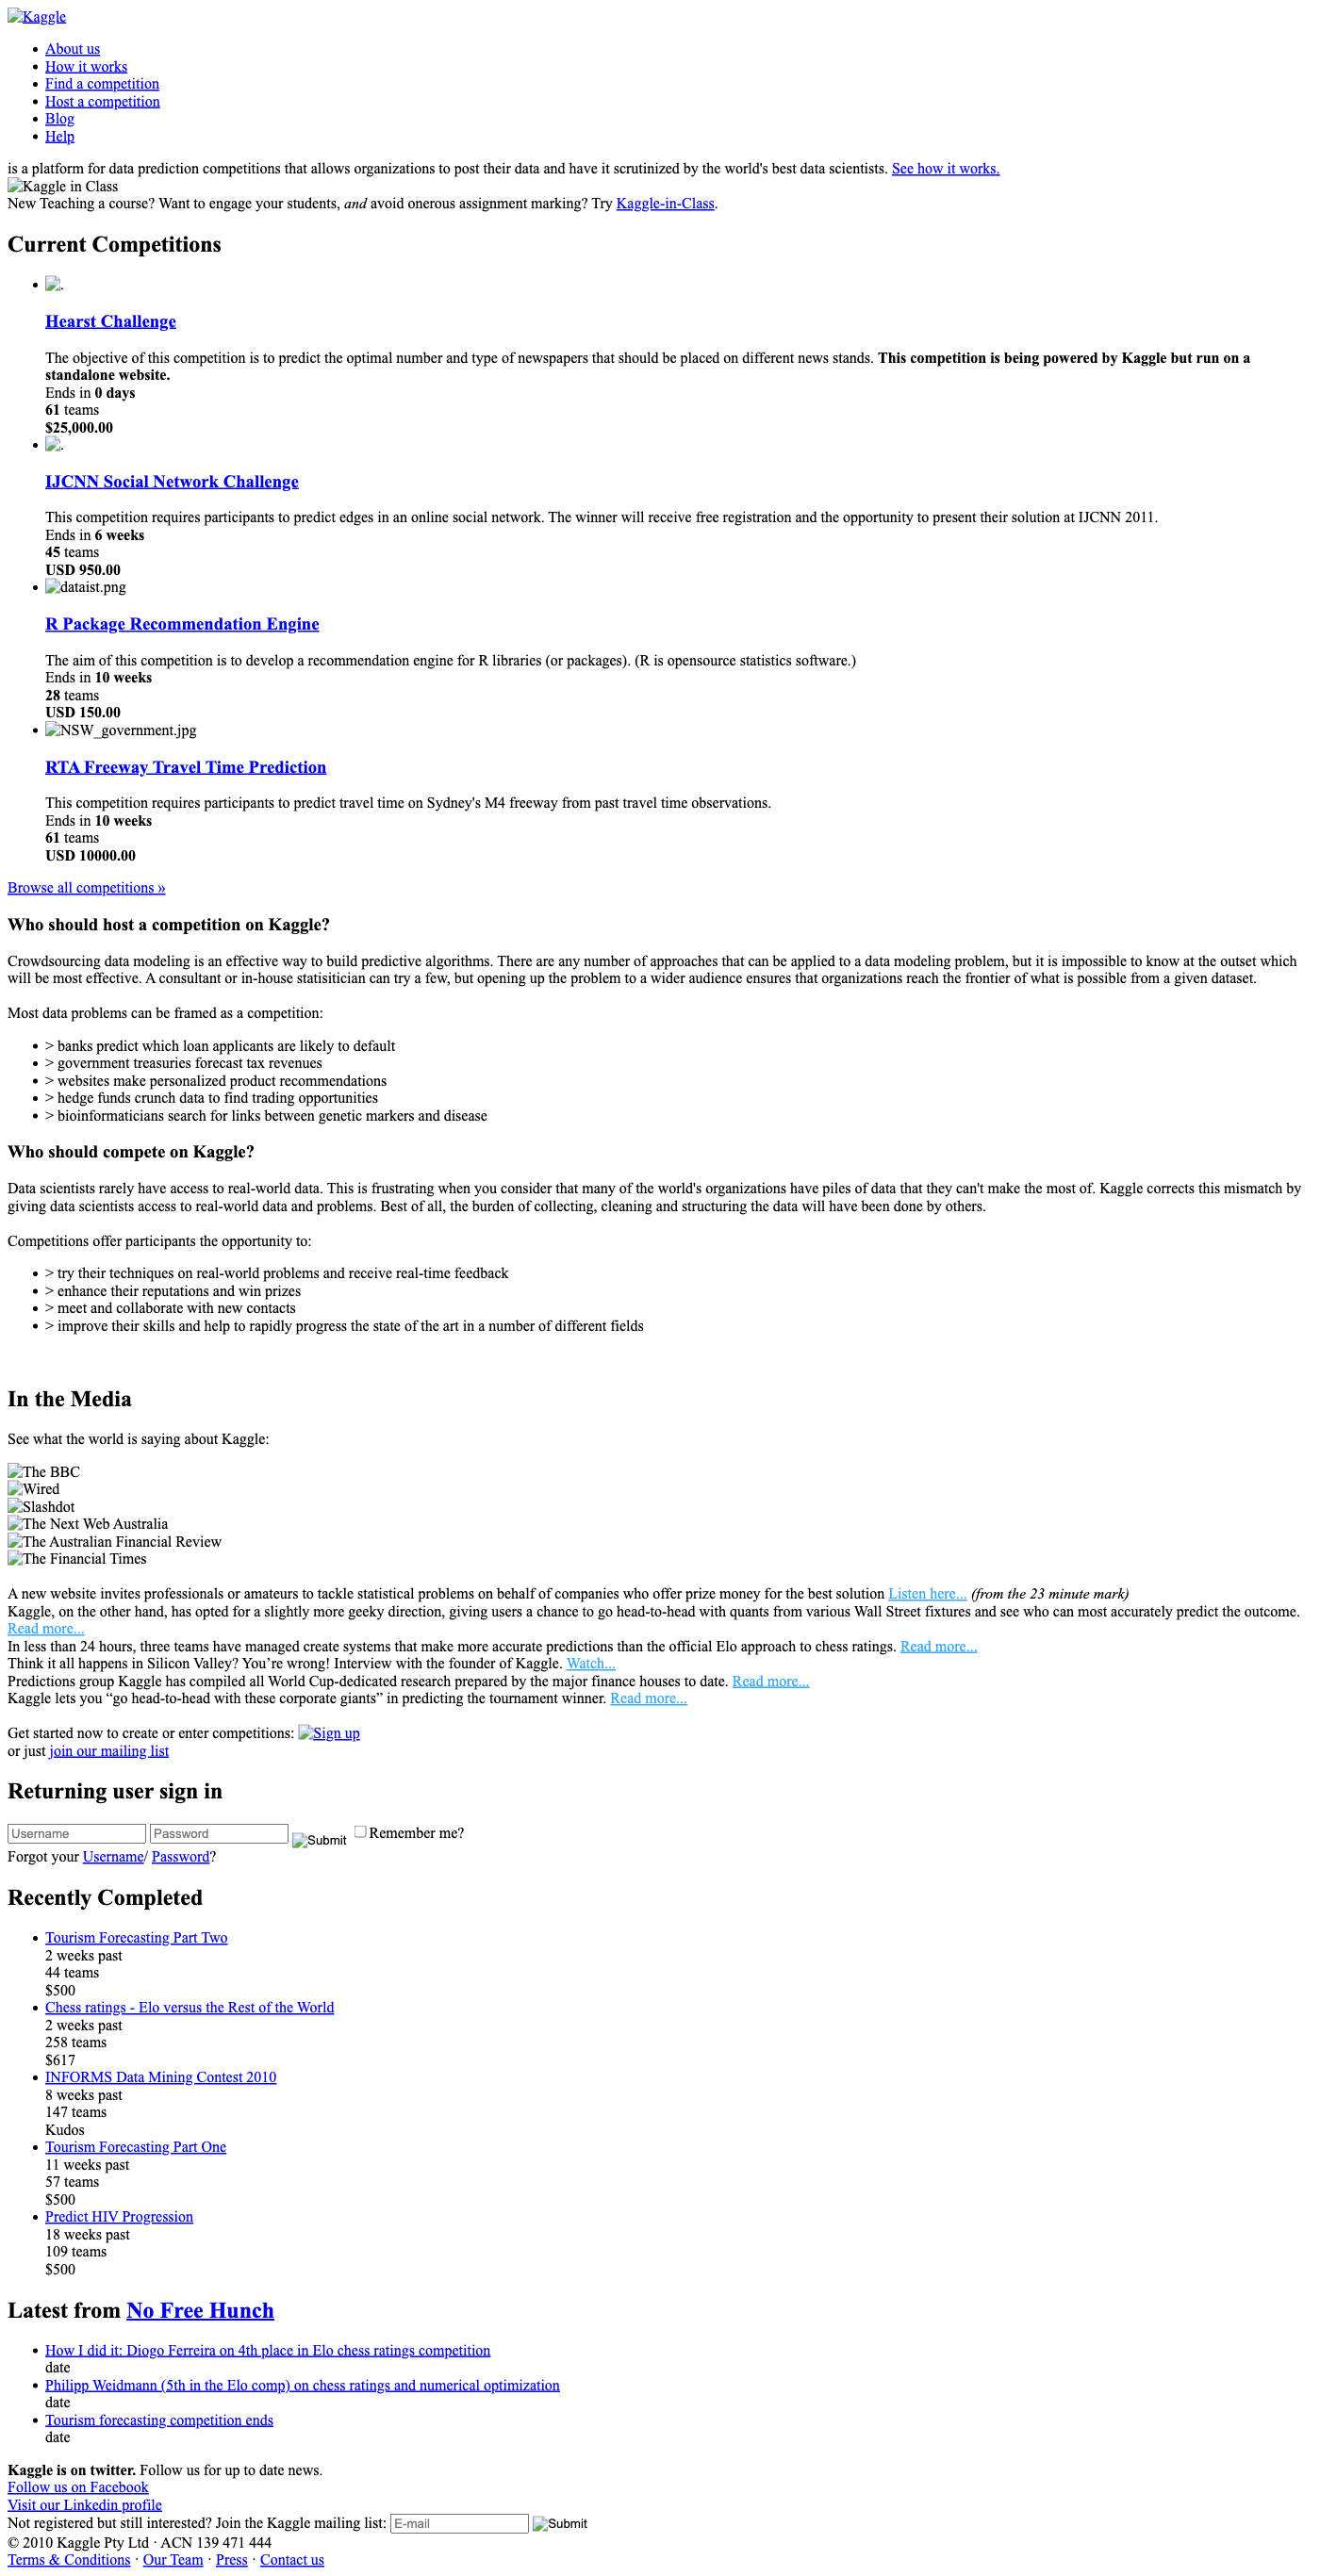 Kaggle
About us
How it works
Find a competition
Host a competition
Blog
Help
is a platform for data prediction competitions that allows organizations to post their data and have it scrutinized by the world's best data scientists. See how it works.
Kaggle in Class
New Teaching a course? Want to engage your students, and avoid onerous assignment marking? Try Kaggle-in-Class.
Current Competitions
.
Hearst Challenge
The objective of this competition is to predict the optimal number and type of newspapers that should be placed on different news stands. This competition is being powered by Kaggle but run on a
standalone website.
Ends in 0 days
61 teams
$25,000.00
.
IJCNN Social Network Challenge
This competition requires participants to predict edges in an online social network. The winner will receive free registration and the opportunity to present their solution at IJCNN 2011.
Ends in 6 weeks
45 teams
USD 950.00
dataist.png
R Package Recommendation Engine
The aim of this competition is to develop a recommendation engine for R libraries (or packages). (R is opensource statistics software.)
Ends in 10 weeks
28 teams
USD 150.00
NSW_government.jpg
RTA Freeway Travel Time Prediction
This competition requires participants to predict travel time on Sydney's M4 freeway from past travel time observations.
Ends in 10 weeks
61 teams
USD 10000.00
Browse all competitions »
Who should host a competition on Kaggle?
Crowdsourcing data modeling is an effective way to build predictive algorithms. There are any number of approaches that can be applied to a data modeling problem, but it is impossible to know at the outset which
will be most effective. A consultant or in-house statisitician can try a few, but opening up the problem to a wider audience ensures that organizations reach the frontier of what is possible from a given dataset.
Most data problems can be framed as a competition:
> banks predict which loan applicants are likely to default
> government treasuries forecast tax revenues
> websites make personalized product recommendations
> hedge funds crunch data to find trading opportunities
> bioinformaticians search for links between genetic markers and disease
Who should compete on Kaggle?
Data scientists rarely have access to real-world data. This is frustrating when you consider that many of the world's organizations have piles of data that they can't make the most of. Kaggle corrects this mismatch by
giving data scientists access to real-world data and problems. Best of all, the burden of collecting, cleaning and structuring the data will have been done by others.
Competitions offer participants the opportunity to:
> try their techniques on real-world problems and receive real-time feedback
> enhance their reputations and win prizes
> meet and collaborate with new contacts
> improve their skills and help to rapidly progress the state of the art in a number of different fields
In the Media
See what the world is saying about Kaggle:
The BBC
Wired
Slashdot
The Next Web Australia
The Australian Financial Review
The Financial Times
A new website invites professionals or amateurs to tackle statistical problems on behalf of companies who offer prize money for the best solution Listen here... (from the 23 minute mark)
Kaggle, on the other hand, has opted for a slightly more geeky direction, giving users a chance to go head-to-head with quants from various Wall Street fixtures and see who can most accurately predict the outcome.
Read more...
In less than 24 hours, three teams have managed create systems that make more accurate predictions than the official Elo approach to chess ratings. Read more...
Think it all happens in Silicon Valley? You’re wrong! Interview with the founder of Kaggle. Watch...
Predictions group Kaggle has compiled all World Cup-dedicated research prepared by the major finance houses to date. Read more...
Kaggle lets you “go head-to-head with these corporate giants” in predicting the tournament winner. Read more...
Get started now to create or enter competitions: Sign up
or just join our mailing list
Returning user sign in
Username Password Submit Remember me?
Forgot your Username/ Password?
Recently Completed
Tourism Forecasting Part Two
2 weeks past
44 teams
$500
Chess ratings - Elo versus the Rest of the World
2 weeks past
258 teams
$617
INFORMS Data Mining Contest 2010
8 weeks past
147 teams
Kudos
Tourism Forecasting Part One
11 weeks past
57 teams
$500
Predict HIV Progression
18 weeks past
109 teams
$500
Latest from No Free Hunch
How I did it: Diogo Ferreira on 4th place in Elo chess ratings competition
date
Philipp Weidmann (5th in the Elo comp) on chess ratings and numerical optimization
date
Tourism forecasting competition ends
date
Kaggle is on twitter. Follow us for up to date news.
Follow us on Facebook
Visit our Linkedin profile
Not registered but still interested? Join the Kaggle mailing list: E-mail Submit
© 2010 Kaggle Pty Ltd · ACN 139 471 444
Terms & Conditions · Our Team · Press · Contact us